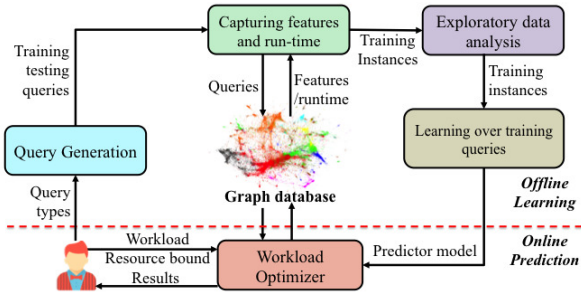 Capturing features
and run-time
Training
Instances
Exploratory data
analysis
Training
testing
queries
Queries
Features
/runtime
Training
instances
Query Generation
Learning over training
queries
Graph database
Query
types
Offline
Learning
Online
Prediction
Workload
Resource bound
Results
Workload
Optimizer
Predictor model